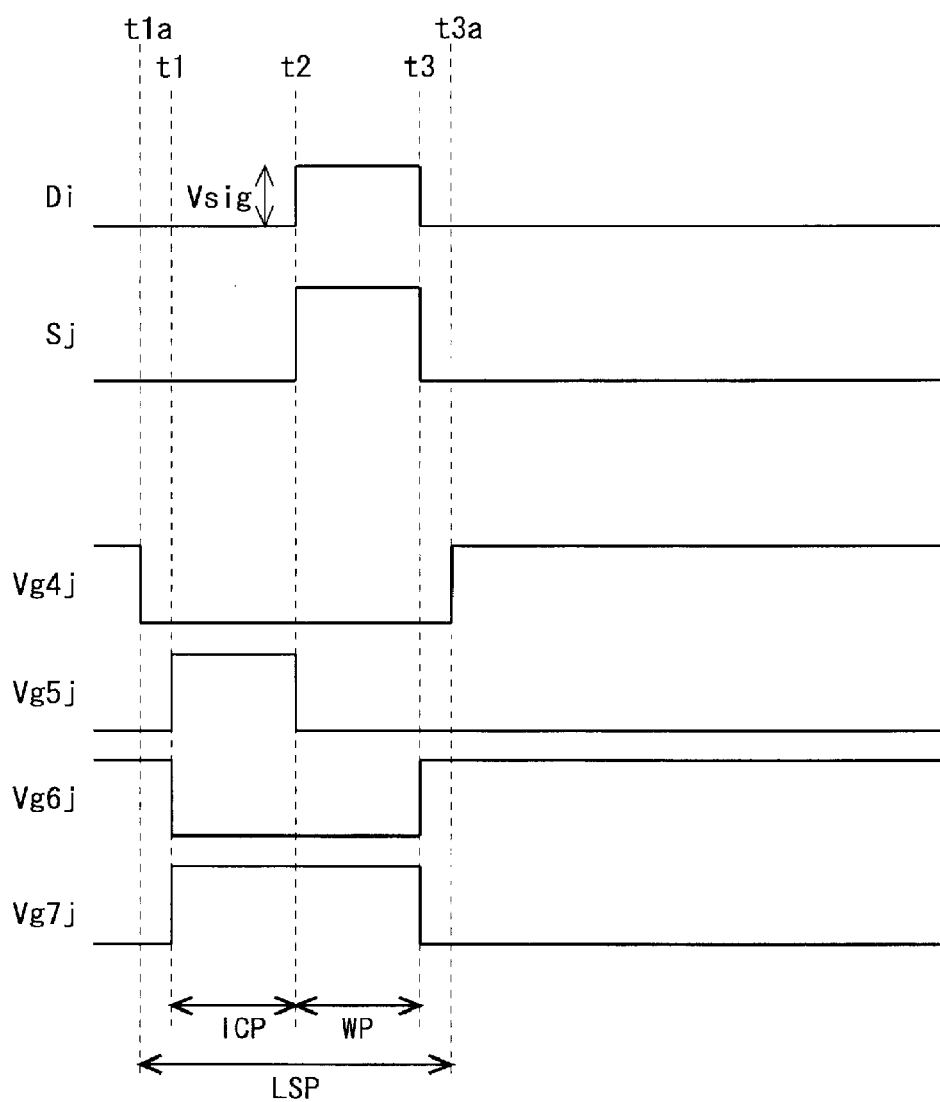 t1a t3a
t1 t2 t3
Di Vsig
Sj
Vg4j
Vg5j
Vg6j
Vg7j
ICP WP
LSP